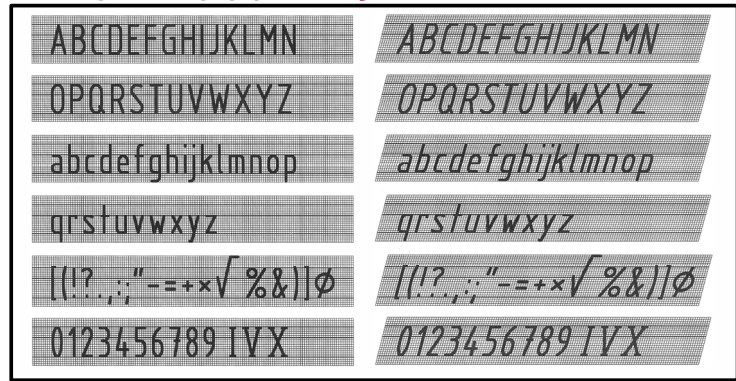 ABCDEFGHIJKLMN
OPQRSTUVWXYZ
abcdefghijklmnop
qrstuvwxyz
[(!?.,:;"-=+×√%&)]Ø
0123456789 IVX
ABCDEFGHIJKLMN
OPQRSTUVWXYZ
abcdefghijklmnop
qrstuvwxyz
[(!?.,:;"-=+×√%&)]Ø
0123456789 IVX